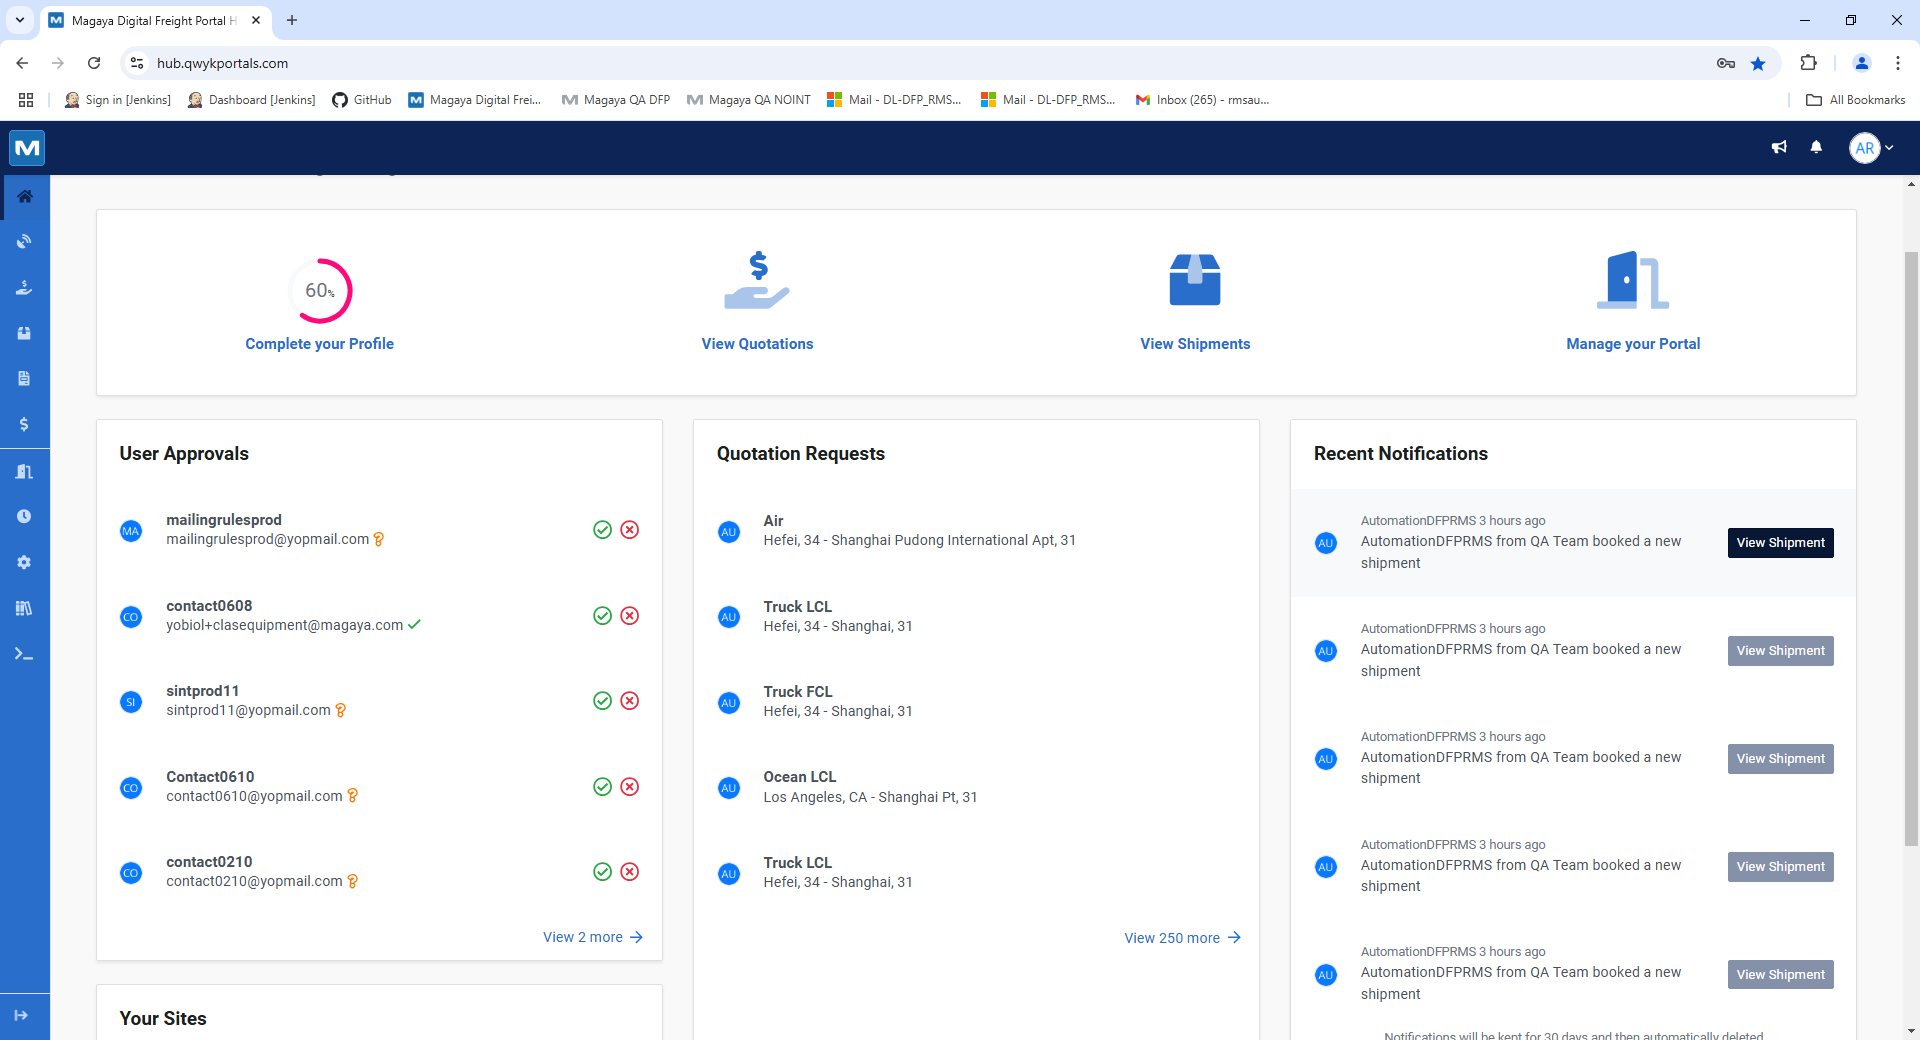 Magaya Digital Freight Portal H
hub.qwykportals.com
Sign in [Jenkins]
Dashboard [Jenkins]
GitHub
Magaya Digital Frei...
Magaya QA DFP
Magaya QA NOINT
Mail - DL-DFP_RMS...
Mail - DL-DFP_RMS...
Inbox (265) - rmsau...
All Bookmarks
AR
60%
Complete your Profile
View Quotations
View Shipments
Manage your Portal
User Approvals
MA
mailingrulesprod
mailingrulesprod@yopmail.com
CO
contact0608
yobiol+clasequipment@magaya.com
SI
sintprod11
sintprod11@yopmail.com
CO
Contact0610
contact0610@yopmail.com
CO
contact0210
contact0210@yopmail.com
View 2 more
Your Sites
Quotation Requests
AU
Air
Hefei, 34 - Shanghai Pudong International Apt, 31
AU
Truck LCL
Hefei, 34 - Shanghai, 31
AU
Truck FCL
Hefei, 34 - Shanghai, 31
AU
Ocean LCL
Los Angeles, CA - Shanghai Pt, 31
AU
Truck LCL
Hefei, 34 - Shanghai, 31
View 250 more
Recent Notifications
AU
AutomationDFPRMS 3 hours ago
AutomationDFPRMS from QA Team booked a new
shipment
View Shipment
AU
AutomationDFPRMS 3 hours ago
AutomationDFPRMS from QA Team booked a new
shipment
View Shipment
AU
AutomationDFPRMS 3 hours ago
AutomationDFPRMS from QA Team booked a new
shipment
View Shipment
AU
AutomationDFPRMS 3 hours ago
AutomationDFPRMS from QA Team booked a new
shipment
View Shipment
AU
AutomationDFPRMS 3 hours ago
AutomationDFPRMS from QA Team booked a new
shipment
View Shipment
Notifications will be kept for 30 days and then automatically deleted